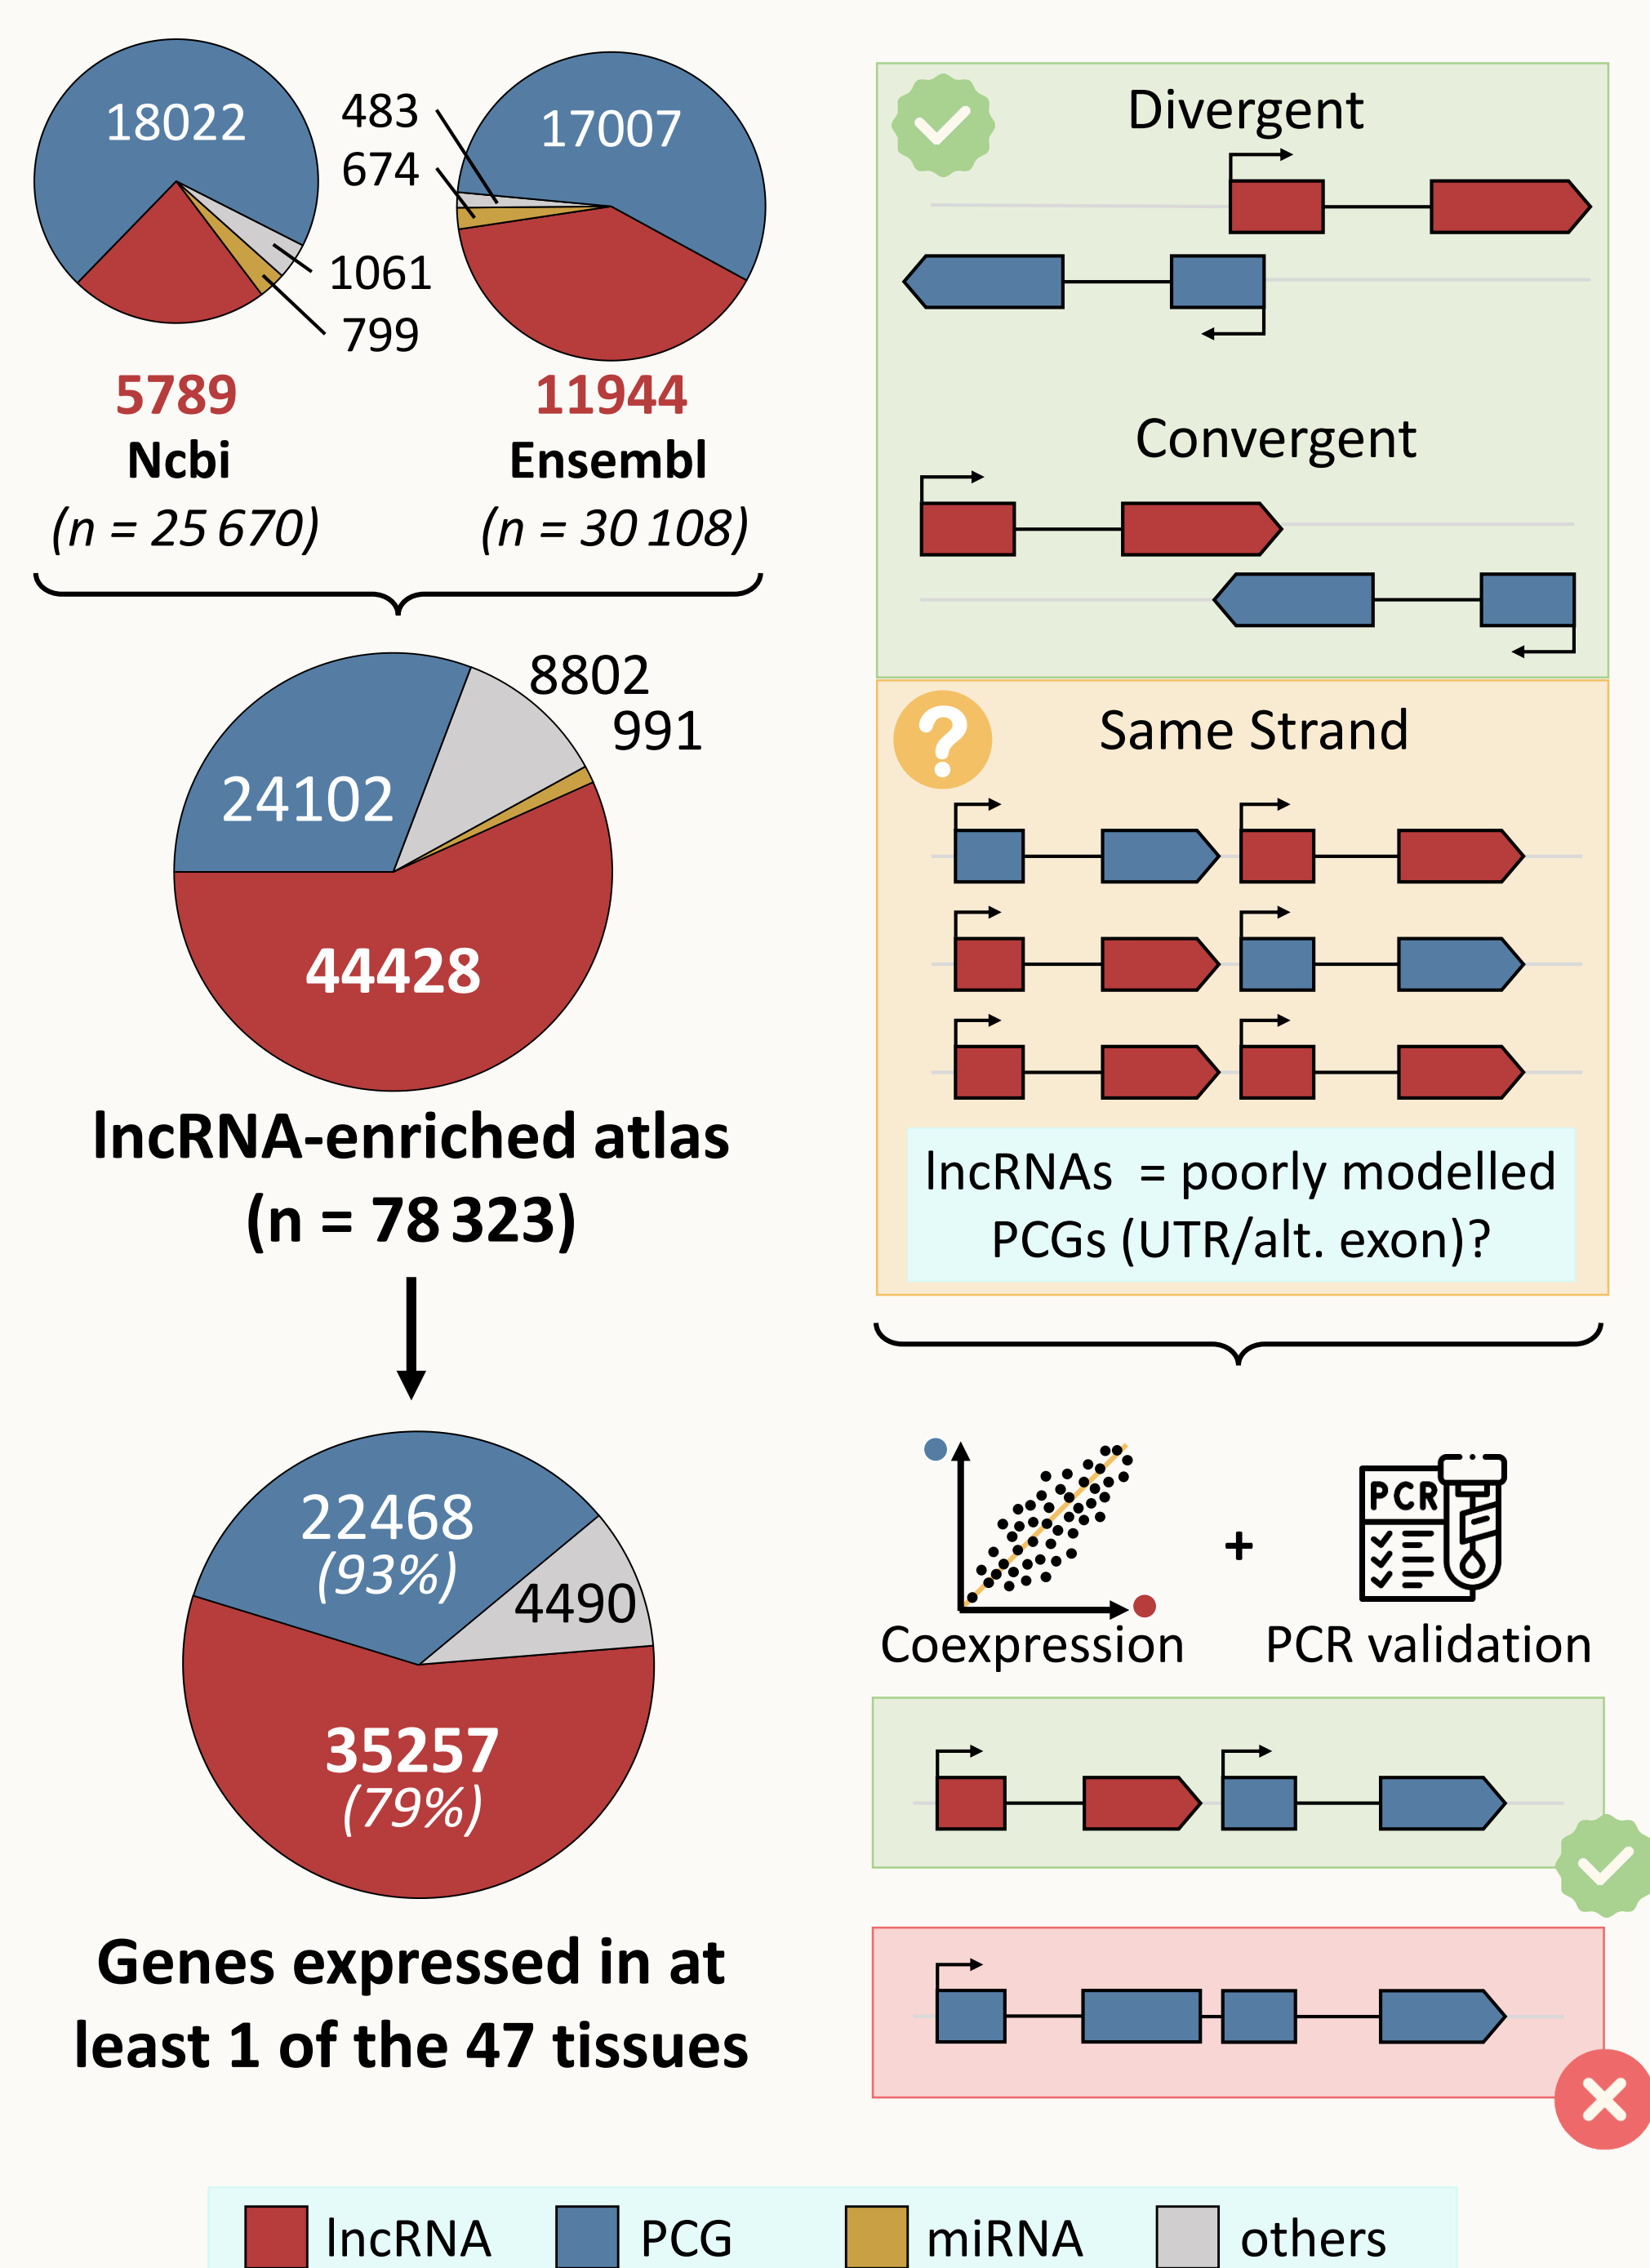 18022
1061
799
5789
Ncbi
(n = 25 670)
483
674
17007
11944
Ensembl
(n = 30 108)
8802
991
24102
44428
lncRNA-enriched atlas
(n = 78 323)
22468
(93%)
4490
35257
(79%)
Genes expressed in at
least 1 of the 47 tissues
Divergent
Convergent
?
Same Strand
lncRNAs = poorly modelled
PCGs (UTR/alt. exon)?
PCR
+
Coexpression
PCR validation
lncRNA
PCG
miRNA
others